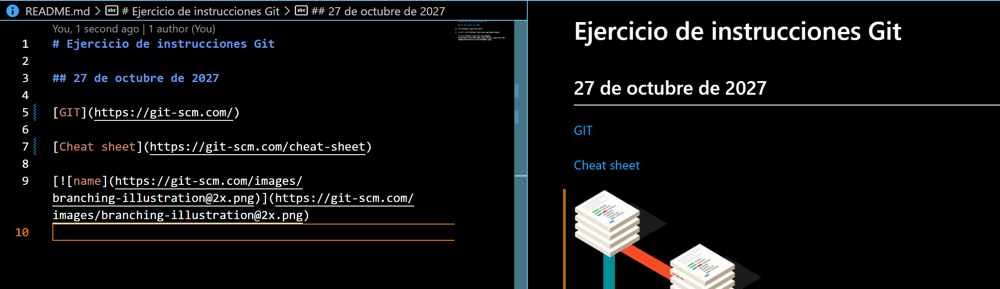 README.md > # Ejercicio de instrucciones Git > ## 27 de octubre de 2027
You, 1 second ago | 1 author (You)
1 # Ejercicio de instrucciones Git
2
3 ## 27 de octubre de 2027
4
5 [GIT](https://git-scm.com/)
6
7 [Cheat sheet](https://git-scm.com/cheat-sheet)
8
9 [![name](https://git-scm.com/images/
branching-illustration@2x.png)](https://git-scm.com/
images/branching-illustration@2x.png)
10
Ejercicio de instrucciones Git
27 de octubre de 2027
GIT
Cheat sheet